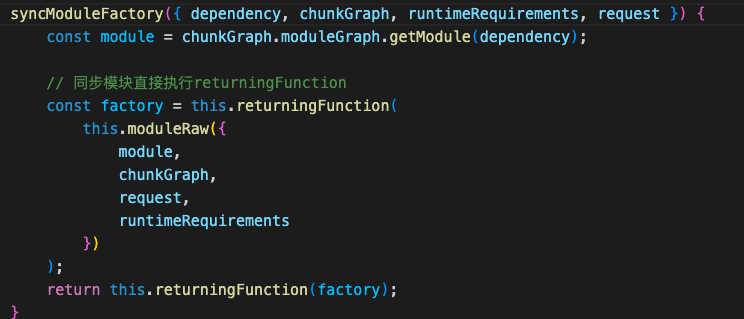 syncModuleFactory({ dependency, chunkGraph, runtimeRequirements, request }) {
    const module = chunkGraph.moduleGraph.getModule(dependency);

    // 同步模块直接执行returningFunction
    const factory = this.returningFunction(
        this.moduleRaw({
            module,
            chunkGraph,
            request,
            runtimeRequirements
        })
    );
    return this.returningFunction(factory);
}